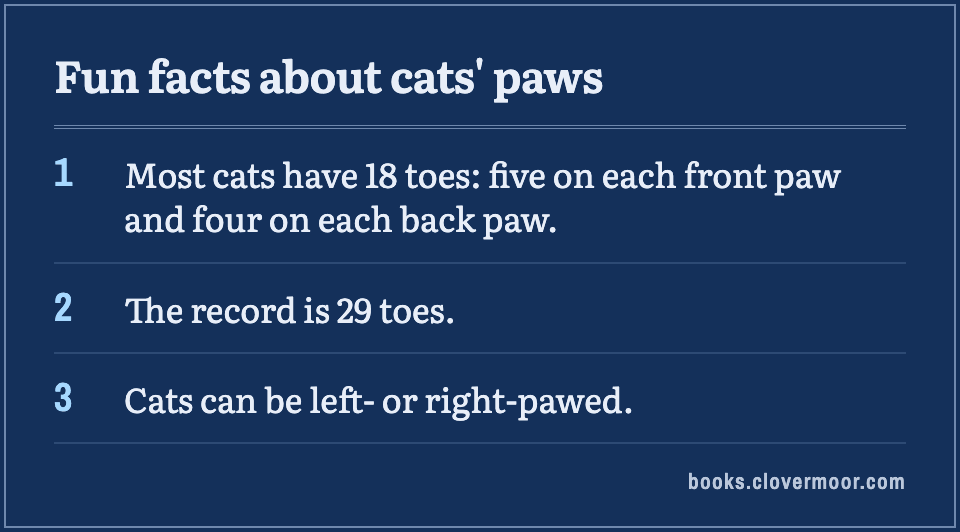 Fun facts about cats' paws
1 Most cats have 18 toes: five on each front paw
and four on each back paw.
2 The record is 29 toes.
3 Cats can be left- or right-pawed.
books.clovermoor.com